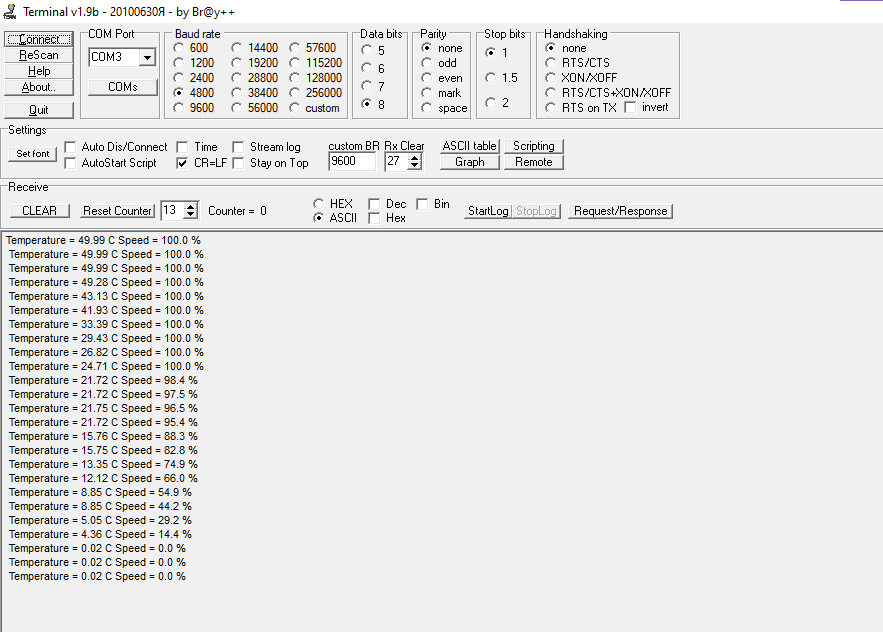 Terminal v1.9b - 20100630Я - by Br@y++
Connect
ReScan
Help
About..
Quit
COM Port
COM3
COMs
Baud rate
600 14400 57600
1200 19200 115200
2400 28800 128000
4800 38400 256000
9600 56000 custom
Data bits
5
6
7
8
Parity
none
odd
even
mark
space
Stop bits
1
1.5
2
Handshaking
none
RTS/CTS
XON/XOFF
RTS/CTS+XON/XOFF
RTS on TX invert
Settings
Set font
Auto Dis/Connect Time Stream log
AutoStart Script CR=LF Stay on Top
custom BR Rx Clear
9600 27
ASCII table Scripting
Graph Remote
Receive
CLEAR Reset Counter 13 Counter = 0
HEX Dec Bin
ASCII Hex
StartLog StopLog Request/Response
Temperature = 49.99 C Speed = 100.0 %
Temperature = 49.99 C Speed = 100.0 %
Temperature = 49.99 C Speed = 100.0 %
Temperature = 49.28 C Speed = 100.0 %
Temperature = 43.13 C Speed = 100.0 %
Temperature = 41.93 C Speed = 100.0 %
Temperature = 33.39 C Speed = 100.0 %
Temperature = 29.43 C Speed = 100.0 %
Temperature = 26.82 C Speed = 100.0 %
Temperature = 24.71 C Speed = 100.0 %
Temperature = 21.72 C Speed = 98.4 %
Temperature = 21.72 C Speed = 97.5 %
Temperature = 21.75 C Speed = 96.5 %
Temperature = 21.72 C Speed = 95.4 %
Temperature = 15.76 C Speed = 88.3 %
Temperature = 15.75 C Speed = 82.8 %
Temperature = 13.35 C Speed = 74.9 %
Temperature = 12.12 C Speed = 66.0 %
Temperature = 8.85 C Speed = 54.9 %
Temperature = 8.85 C Speed = 44.2 %
Temperature = 5.05 C Speed = 29.2 %
Temperature = 4.36 C Speed = 14.4 %
Temperature = 0.02 C Speed = 0.0 %
Temperature = 0.02 C Speed = 0.0 %
Temperature = 0.02 C Speed = 0.0 %